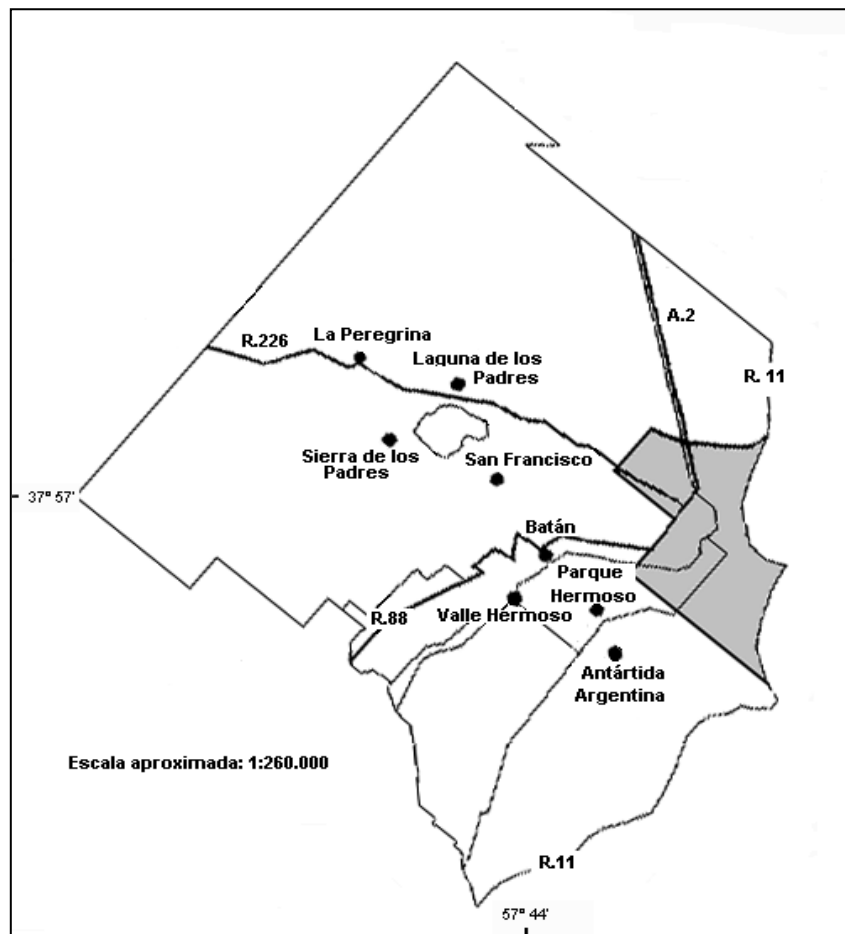 A.2
R.226
La Peregrina
Laguna de los
Padres
R. 11
Sierra de los
Padres
San Francisco
37° 57'
Batán
Parque
Hermoso
Valle Hermoso
R.88
Antártida
Argentina
Escala aproximada: 1:260.000
R.11
57° 44'